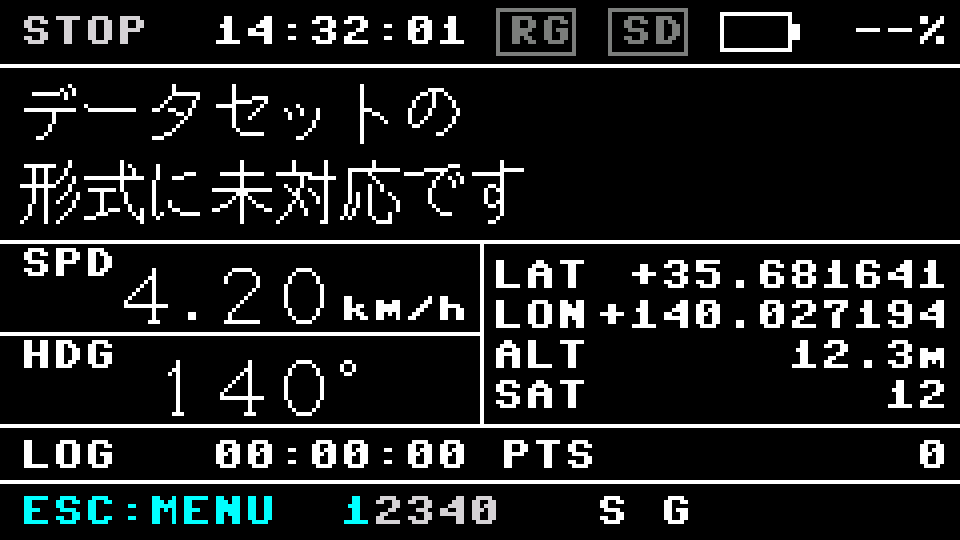 STOP 14:32:01 RG SD --%
データセットの
形式に未対応です
SPD 4.20 km/h
HDG 140°
LAT +35.681641
LON +140.027194
ALT 12.3m
SAT 12
LOG 00:00:00 PTS 0
ESC:MENU 12340 S G